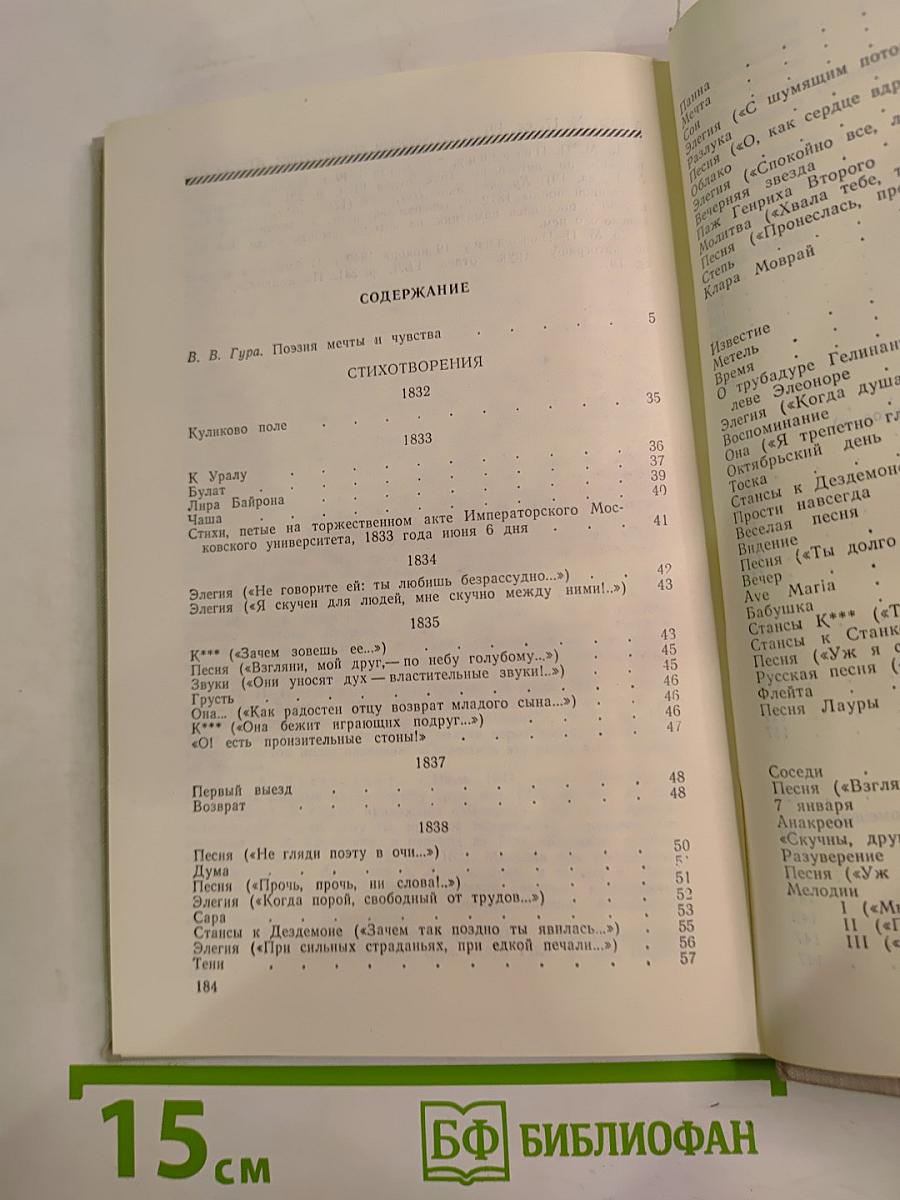 СОДЕРЖАНИЕ
В. В. Гура. Поэзия мечты и чувства . . . . . 5
СТИХОТВОРЕНИЯ
1832
Куликово поле . . . . . . . . . 35
1833
К Уралу . . . . . . . . . . 36
Булат . . . . . . . . . . 37
Лира Байрона . . . . . . . . . 39
Чаша . . . . . . . . . . 40
Стихи, петые на торжественном акте Императорского Мос-
ковского университета, 1833 года июня 6 дня . . . 41
1834
Элегия («Не говорите ей: ты любишь безрассудно...») . . 42
Элегия («Я скучен для людей, мне скучно между ними!..») 43
1835
К*** («Зачем зовешь ее...») . . . . . . . 43
Песня («Взгляни, мой друг,— по небу голубому...») . . 45
Звуки («Они уносят дух — властительные звуки!..») . . 45
Грусть . . . . . . . . . . 46
Она... («Как радостен отцу возврат младого сына...») . . 46
К*** («Она бежит играющих подруг...») . . . . 46
«О! есть пронзительные стоны!» . . . . . . 47
1837
Первый выезд . . . . . . . . . 48
Возврат . . . . . . . . . . 48
1838
Песня («Не гляди поэту в очи...») . . . . . . 50
Дума . . . . . . . . . .
Песня («Прочь, прочь, ни слова!..») . . . . . 51
Элегия («Когда порой, свободный от трудов...») . . . 52
Сара . . . . . . . . . . 53
Стансы к Дездемоне («Зачем так поздно ты явилась...») . 55
Элегия («При сильных страданьях, при едкой печали...») . 56
Тени . . . . . . . . . . 57
184
Панна
Мечта
Сон
Элегия («С шумящим
Разлука
Песня («О, как сердце
Облако
Элегия («Спокойно все,
Вечерняя звезда
Паж Генриха Второго
Молитва («Хвала тебе,
Песня («Пронеслась,
Степь
Клара Моврай
Известие
Метель
Время
О трубадуре
леве Элеоноре
Элегия («Когда душа
Воспоминание
Она («Я трепетно
Октябрьский день
Тоска
Стансы к
Прости навсегда
Веселая песня
Видение
Песня («Ты долго
Вечер
Ave Maria
Бабушка
Стансы К*** («
Стансы к
Песня («Уж я
Русская песня
Флейта
Песня Лауры
Соседи
Песня («
7 января
Анакреон
«Скучны,
Разуверение
Песня («Уж
Мелодии
I
II
III
15 см
БФ БИБЛИОФАН